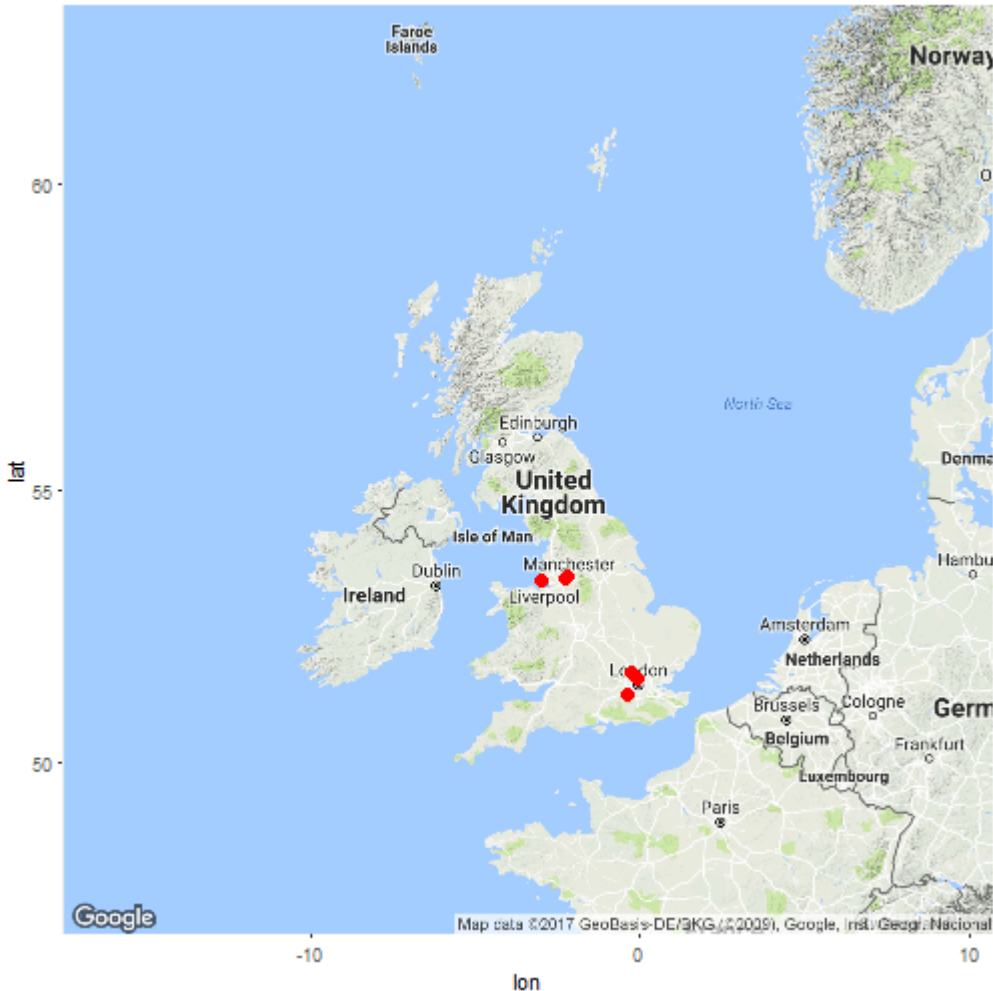 Faroe
Islands
Norway
60
North Sea
Edinburgh
Glasgow
United
Kingdom
55
lat
Denma
Isle of Man
Manchester
Hambu
Dublin
Ireland
Liverpool
Amsterdam
Netherlands
London
Brussels
Cologne
Germ
Belgium
Frankfurt
50
Luxembourg
Paris
Google
Map data ©2017 GeoBasis-DE/BKG (©2009), Google, Inst. Geogr. Nacional
-10
0
10
lon